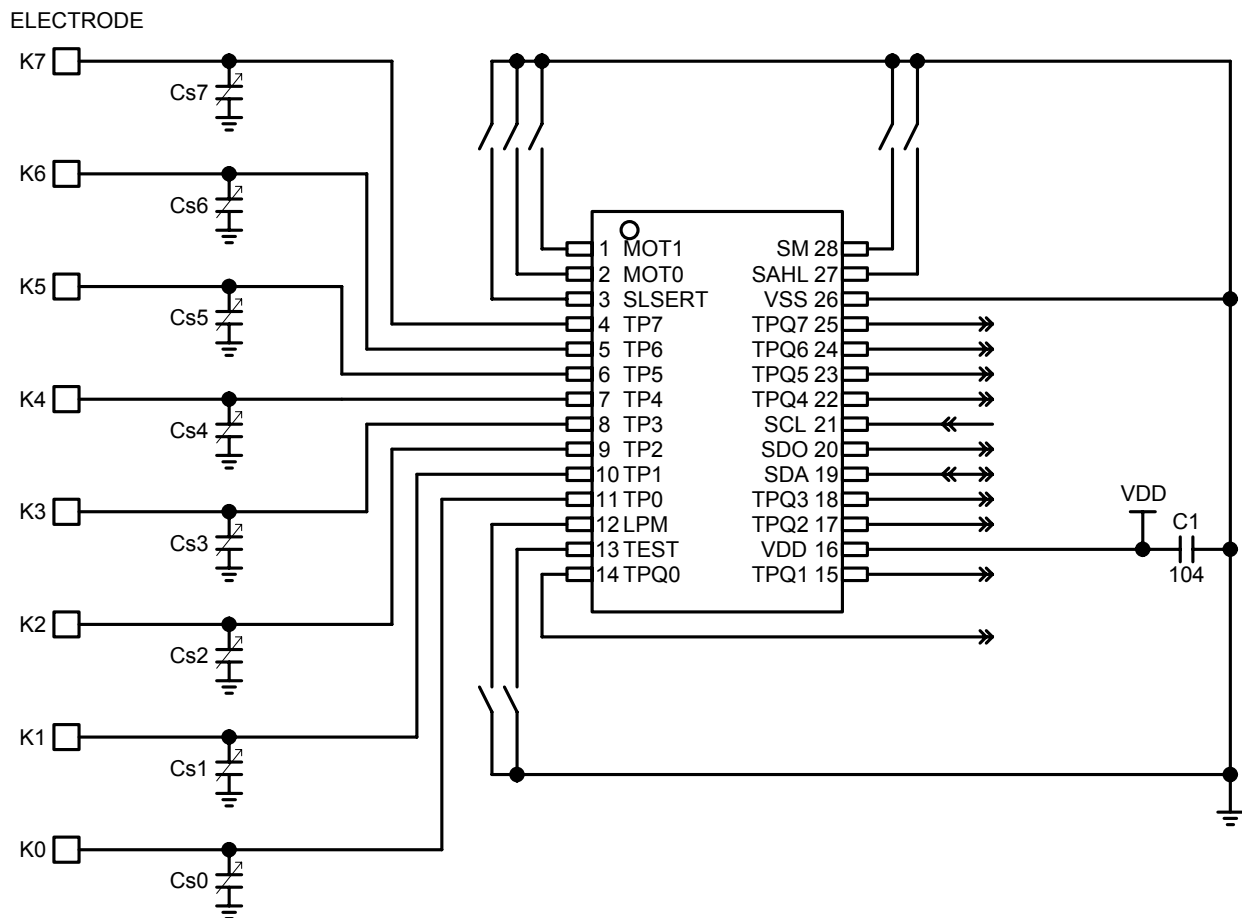 ELECTRODE
K7
Cs7
K6
Cs6
K5
Cs5
K4
Cs4
K3
Cs3
K2
Cs2
K1
Cs1
K0
Cs0
1 MOT1
2 MOT0
3 SLSERT
4 TP7
5 TP6
6 TP5
7 TP4
8 TP3
9 TP2
10 TP1
11 TP0
12 LPM
13 TEST
14 TPQ0
SM 28
SAHL 27
VSS 26
TPQ7 25
TPQ6 24
TPQ5 23
TPQ4 22
SCL 21
SDO 20
SDA 19
TPQ3 18
TPQ2 17
VDD 16
TPQ1 15
VDD
C1
104